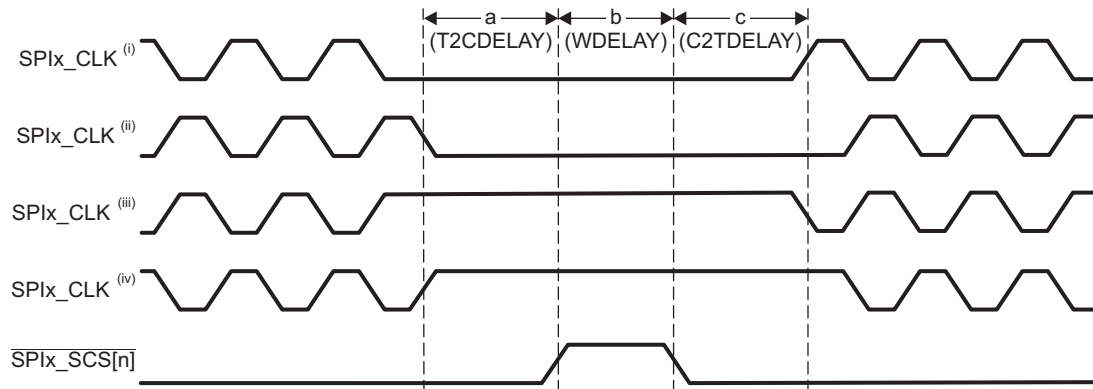 a b c
(T2CDELAY) (WDELAY) (C2TDELAY)
SPIx_CLK (i)
SPIx_CLK (ii)
SPIx_CLK (iii)
SPIx_CLK (iv)
SPIx_SCS[n]